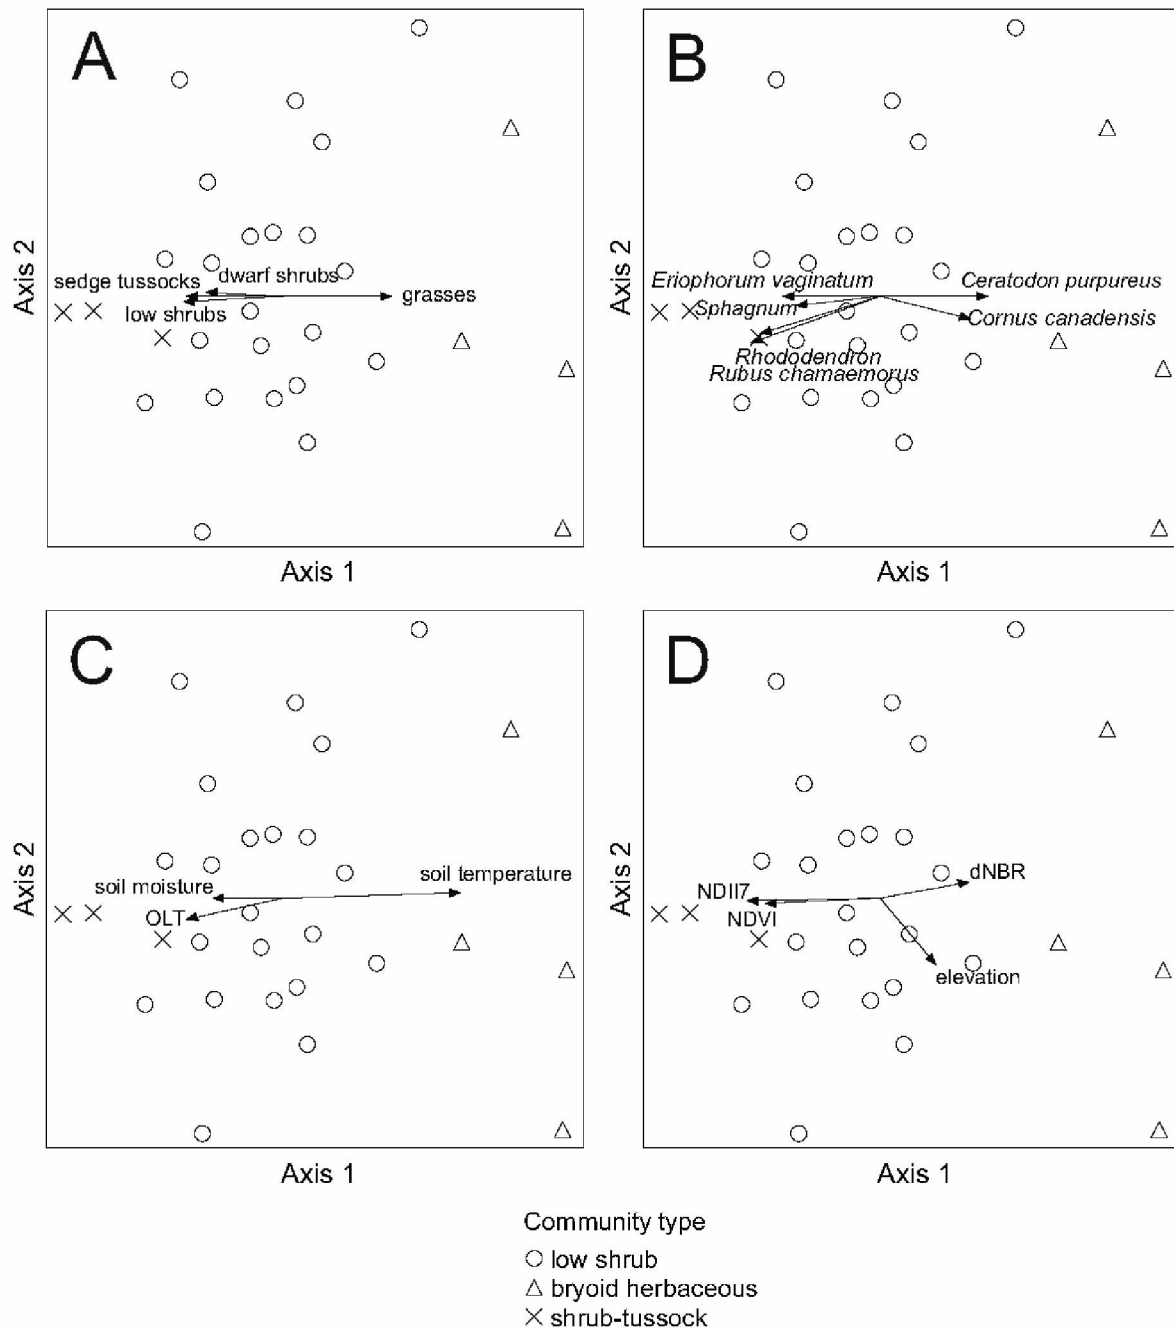 A
Axis 2
sedge tussocks
dwarf shrubs
grasses
low shrubs
Axis 1
B
Axis 2
Eriophorum vaginatum
Ceratodon purpureus
Sphagnum
Cornus canadensis
Rhododendron
Rubus chamaemorus
Axis 1
C
Axis 2
soil temperature
soil moisture
OLT
Axis 1
D
Axis 2
dNBR
NDII7
NDVI
elevation
Axis 1
Community type
low shrub
bryoid herbaceous
shrub-tussock